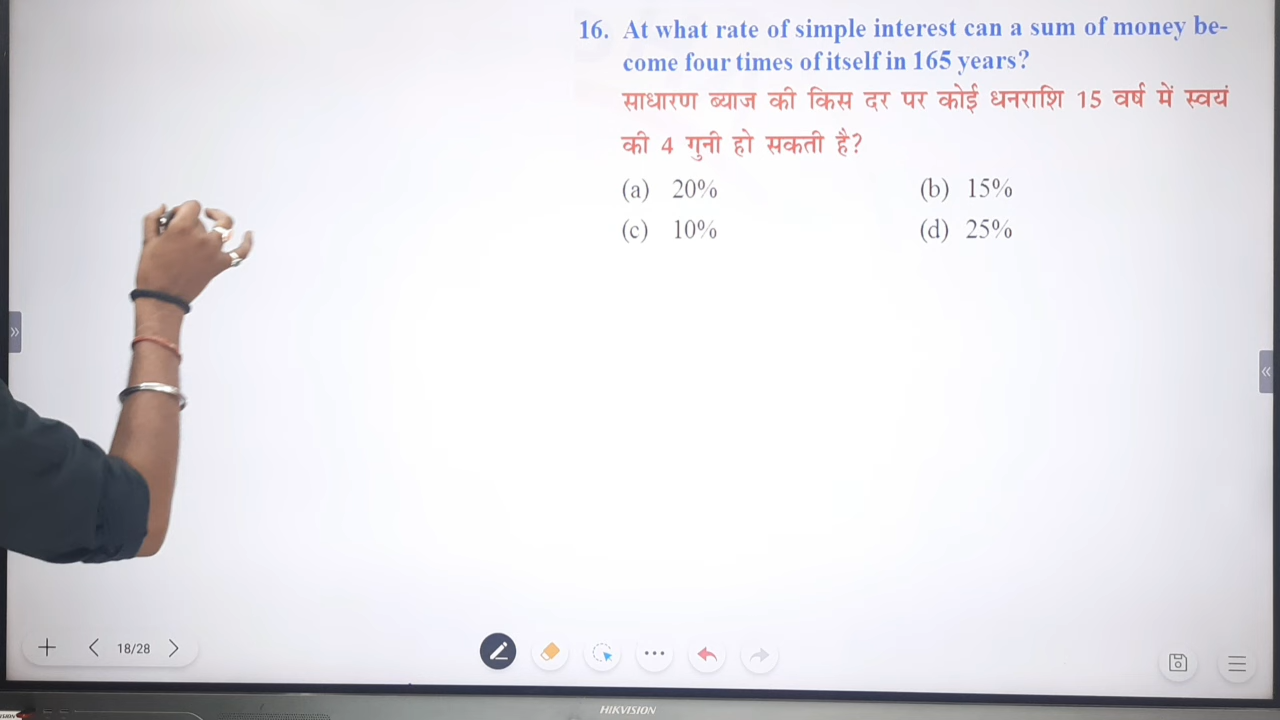 16. At what rate of simple interest can a sum of money be-
come four times of itself in 165 years?
साधारण ब्याज की किस दर पर कोई धनराशि 15 वर्ष में स्वयं
की 4 गुनी हो सकती है?
(a) 20% (b) 15%
(c) 10% (d) 25%
18/28
HIKVISION